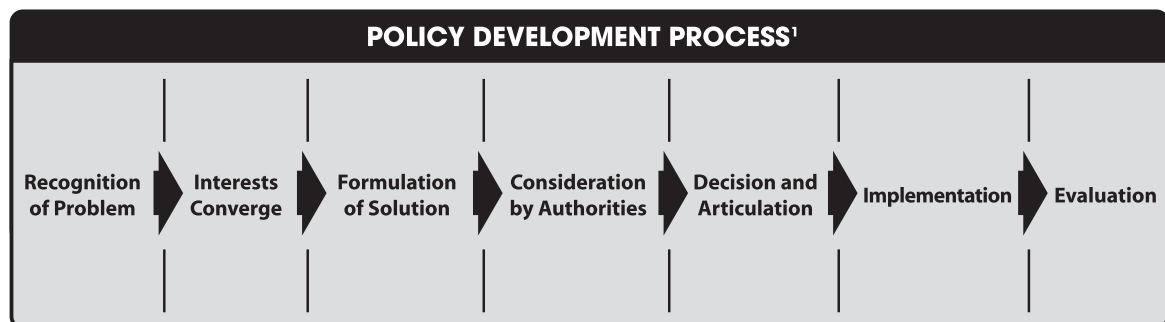 POLICY DEVELOPMENT PROCESS¹
Recognition
of Problem
Interests
Converge
Formulation
of Solution
Consideration
by Authorities
Decision and
Articulation
Implementation
Evaluation